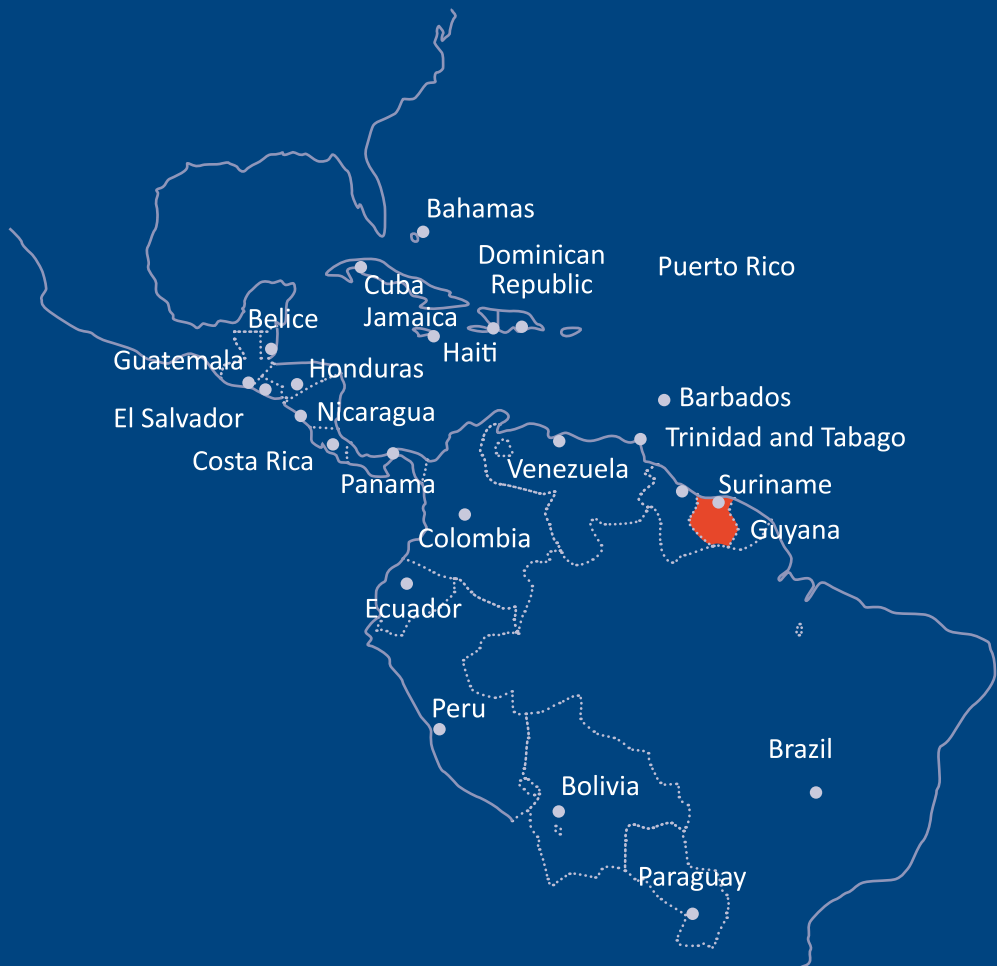 Bahamas
Dominican
Republic
Puerto Rico
Cuba
Jamaica
Belice
Haiti
Guatemala
Honduras
Barbados
El Salvador
Nicaragua
Trinidad and Tabago
Costa Rica
Venezuela
Panama
Suriname
Guyana
Colombia
Ecuador
Peru
Brazil
Bolivia
Paraguay